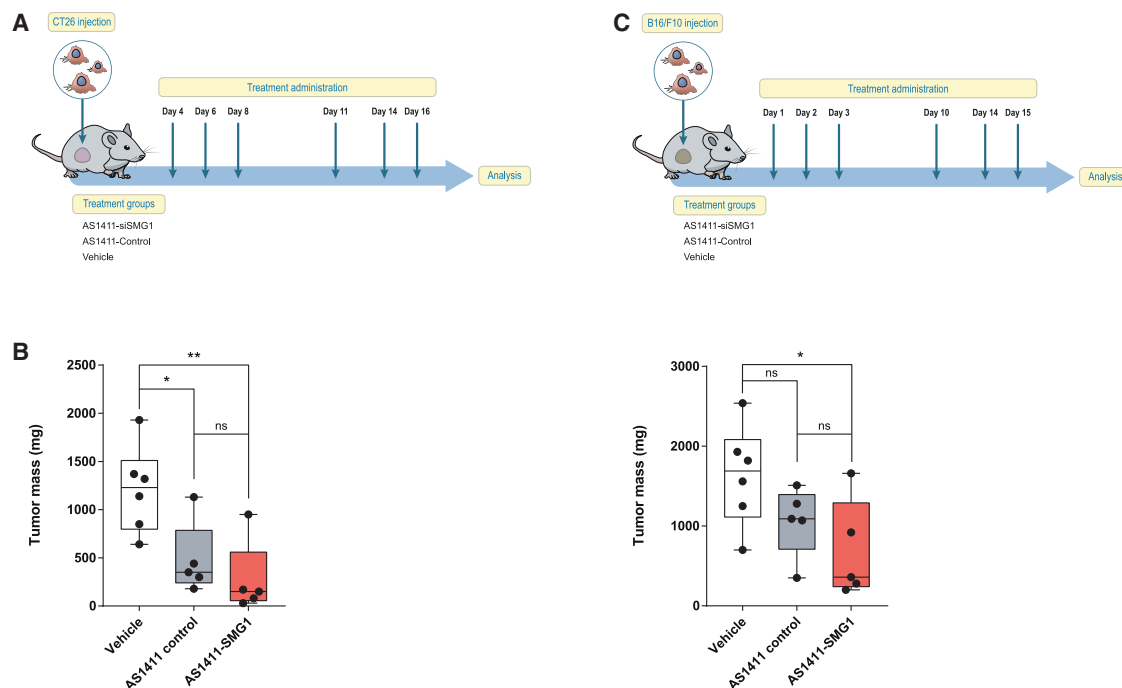 A
CT26 injection
Treatment administration
Day 4 Day 6 Day 8 Day 11 Day 14 Day 16
Analysis
Treatment groups
AS1411-siSMG1
AS1411-Control
Vehicle
C
B16/F10 injection
Treatment administration
Day 1 Day 2 Day 3 Day 10 Day 14 Day 15
Analysis
Treatment groups
AS1411-siSMG1
AS1411-Control
Vehicle
B
Tumor mass (mg)
2500
2000
1500
1000
500
0
**
*
ns
Vehicle
AS1411 control
AS1411-SMG1
Tumor mass (mg)
3000
2000
1000
0
*
ns
ns
Vehicle
AS1411 control
AS1411-SMG1